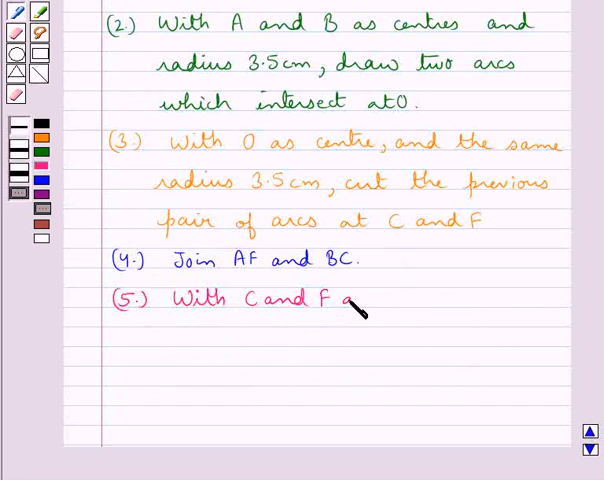 (2.) With A and B as centres and
radius 3.5cm, draw two arcs
which intersect at O.
(3.) With O as centre, and the same
radius 3.5cm, cut the previous
pair of arcs at C and F
(4.) Join AF and BC.
(5.) With C and F a